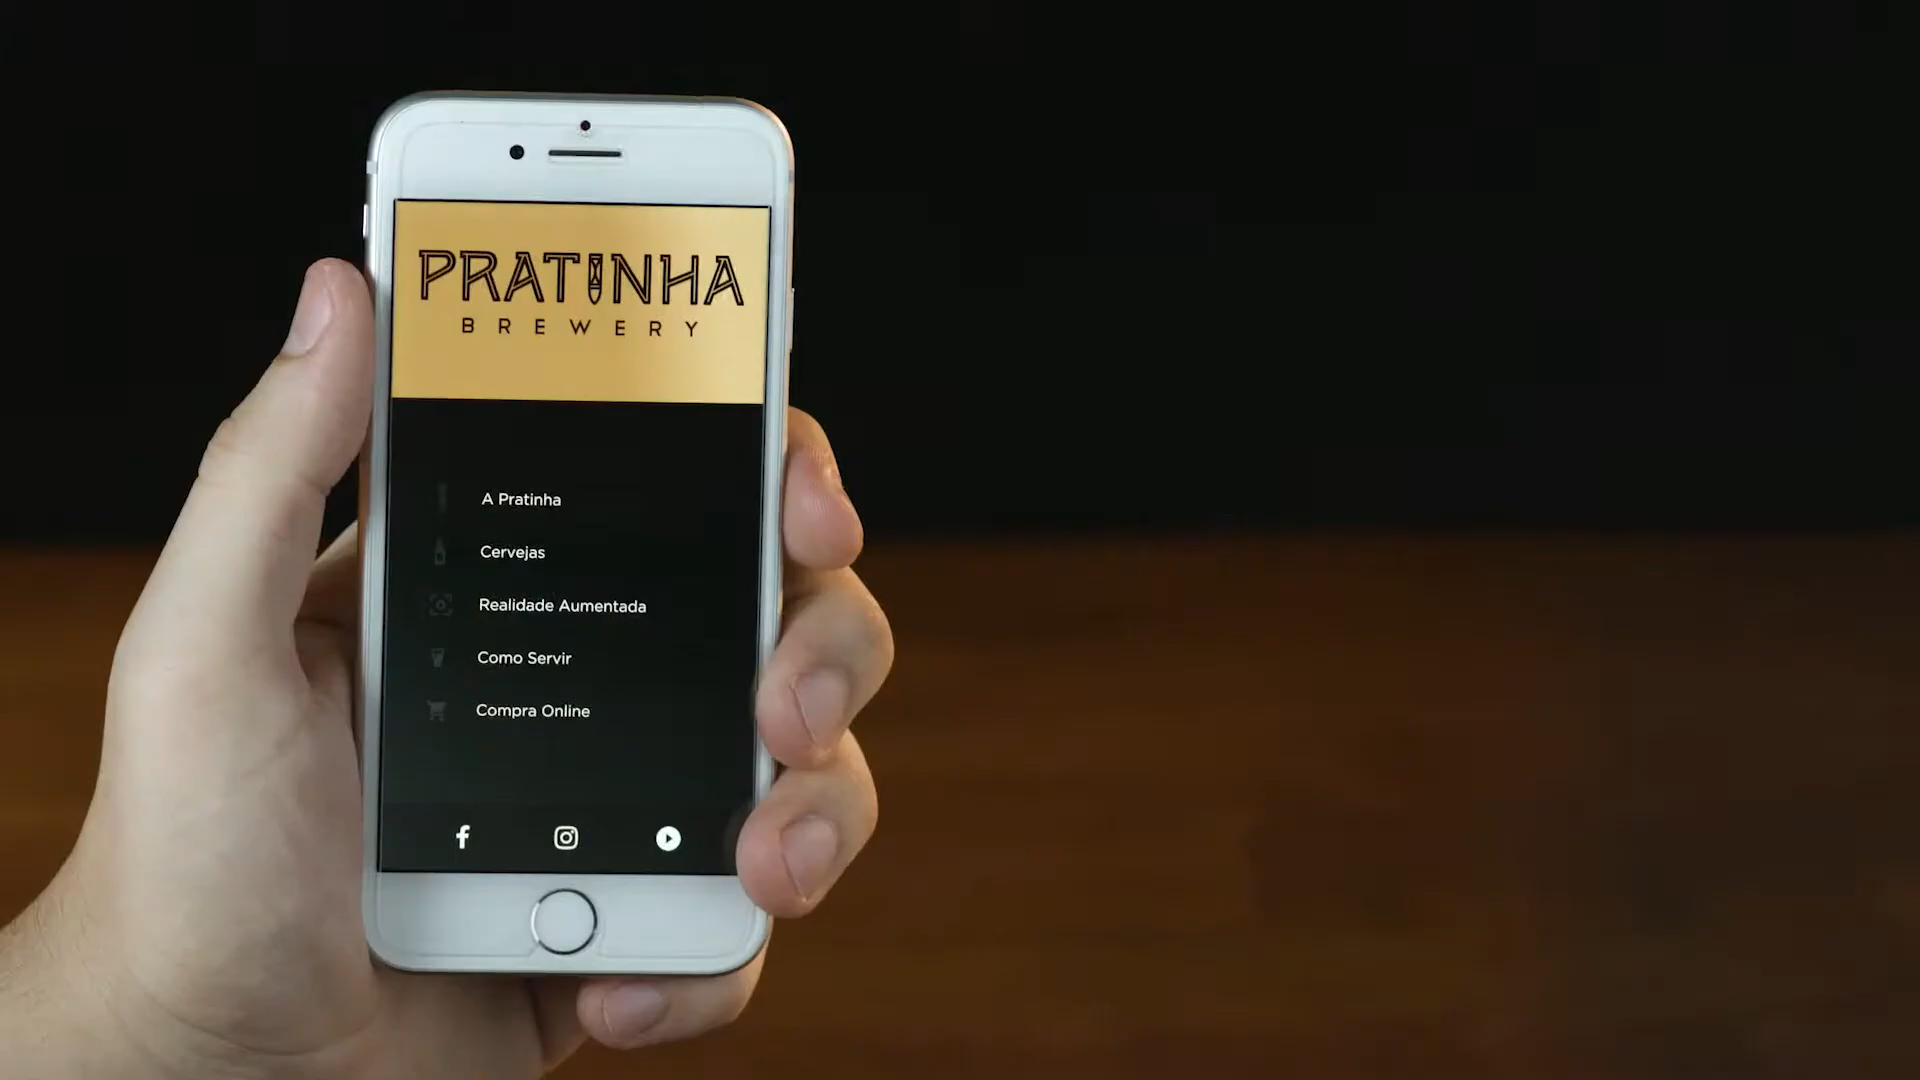 PRATINHA
BREWERY
A Pratinha
Cervejas
Realidade Aumentada
Como Servir
Compra Online